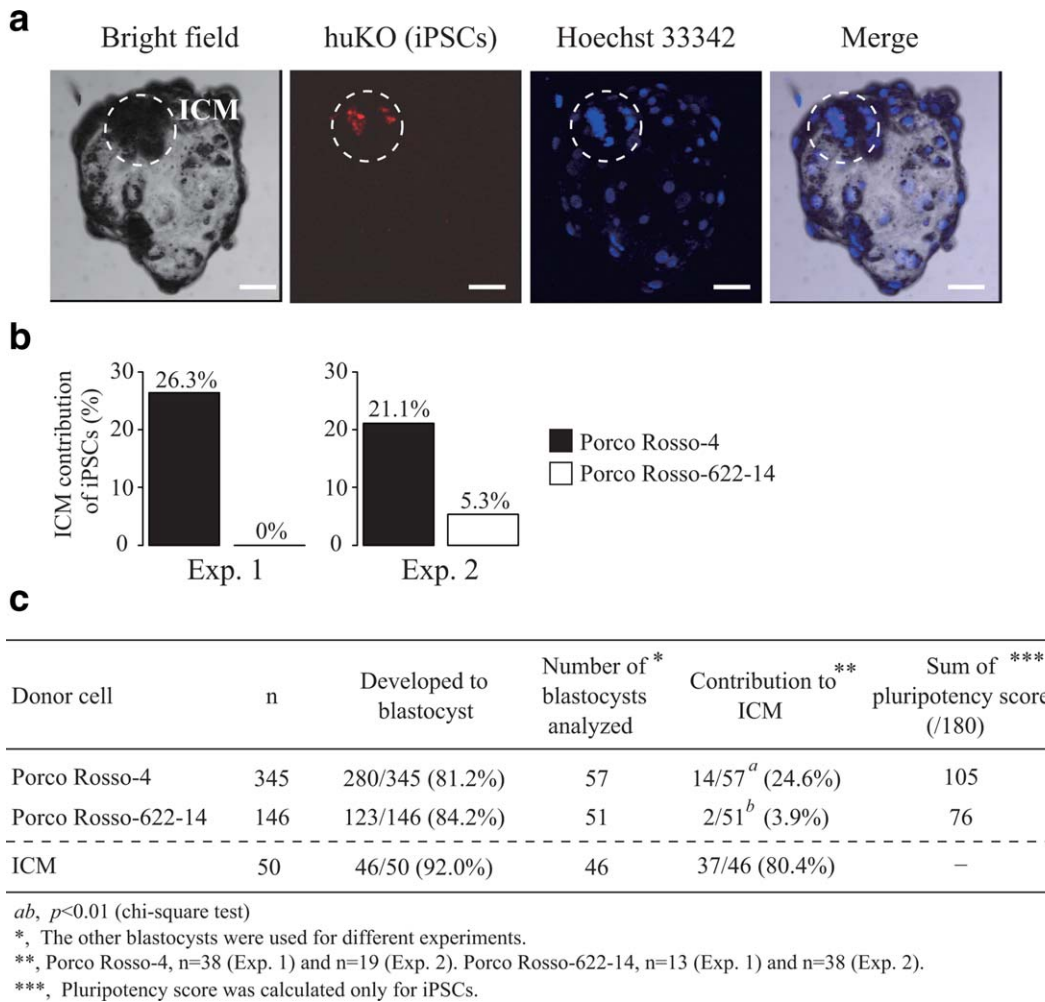 a
Bright field huKO (iPSCs) Hoechst 33342 Merge
ICM
b
ICM contribution
of iPSCs (%)
30
20
10
0
26.3%
0%
Exp. 1
30
20
10
0
21.1%
5.3%
Exp. 2
Porco Rosso-4
Porco Rosso-622-14
c
Donor cell n Developed to blastocyst Number of * blastocysts analyzed Contribution to ** ICM Sum of *** pluripotency score (/180)
Porco Rosso-4 345 280/345 (81.2%) 57 14/57 a (24.6%) 105
Porco Rosso-622-14 146 123/146 (84.2%) 51 2/51 b (3.9%) 76
ICM 50 46/50 (92.0%) 46 37/46 (80.4%) –
ab, p<0.01 (chi-square test)
*, The other blastocysts were used for different experiments.
**, Porco Rosso-4, n=38 (Exp. 1) and n=19 (Exp. 2). Porco Rosso-622-14, n=13 (Exp. 1) and n=38 (Exp. 2).
***, Pluripotency score was calculated only for iPSCs.